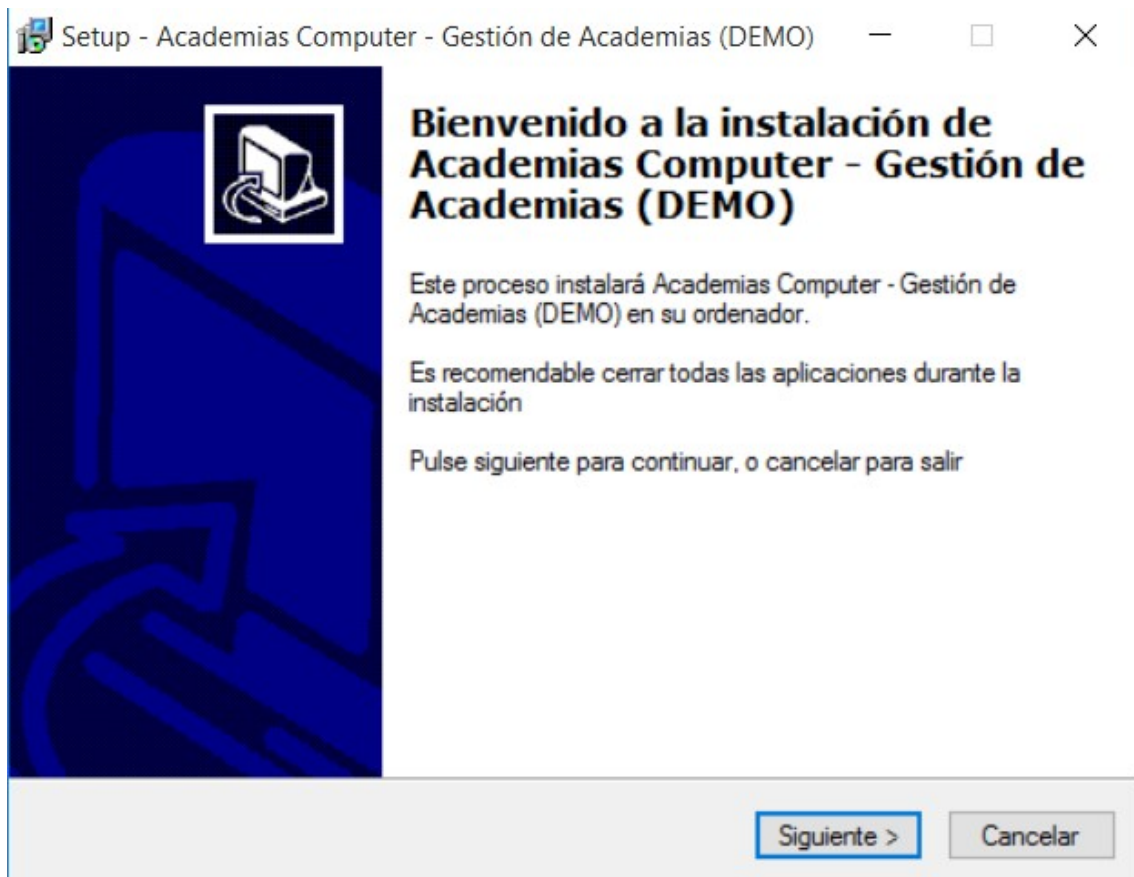 Setup - Academias Computer - Gestión de Academias (DEMO)
Bienvenido a la instalación de
Academias Computer - Gestión de
Academias (DEMO)
Este proceso instalará Academias Computer - Gestión de
Academias (DEMO) en su ordenador.
Es recomendable cerrar todas las aplicaciones durante la
instalación
Pulse siguiente para continuar, o cancelar para salir
Siguiente >
Cancelar